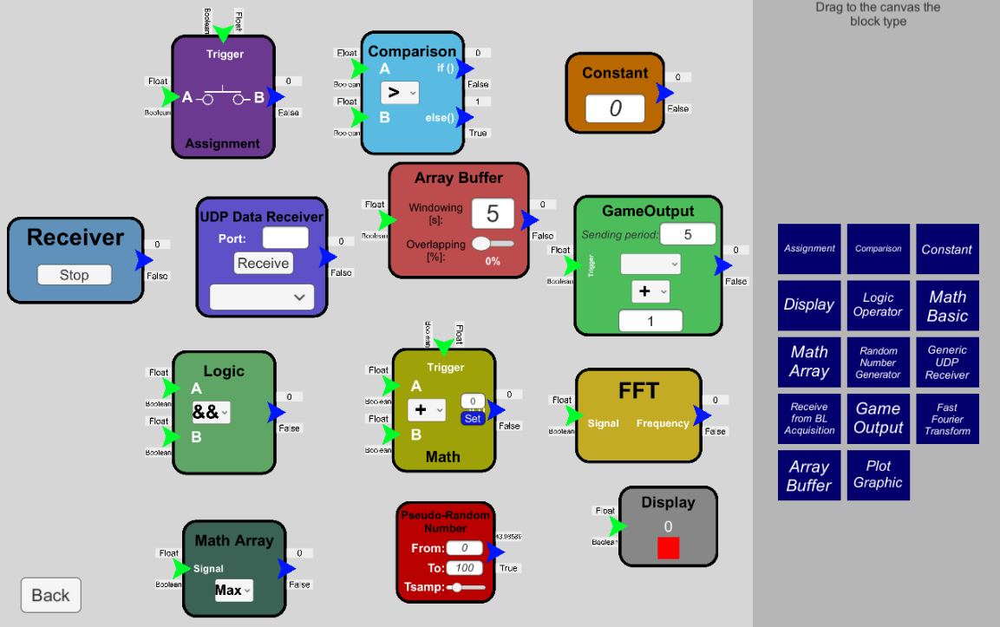 Drag to the canvas the
block type
Boolean
Float
Trigger
Float
Boolean
A
B
0
False
Assignment
Comparison
Float
Boolean
A
if ()
0
False
>
Float
Boolean
B
else()
1
True
Constant
0
0
False
Receiver
Stop
0
False
UDP Data Receiver
Port:
Receive
0
False
Array Buffer
Float
Boolean
Windowing
[s]:
5
Overlapping
[%]:
0%
0
False
GameOutput
Sending period:
5
Float
Boolean
Trigger
+
1
0
False
Logic
Float
Boolean
A
&&
Float
Boolean
B
0
False
Boolean
Float
Trigger
Float
Boolean
A
+
0
Set
Float
Boolean
B
Math
0
False
FFT
Float
Boolean
Signal
Frequency
0
False
Math Array
Float
Boolean
Signal
Max
0
False
Pseudo-Random
Number
From:
0
To:
100
Tsamp:
43.98589
True
Display
Float
Boolean
0
Back
Assignment
Comparison
Constant
Display
Logic
Operator
Math
Basic
Math
Array
Random
Number
Generator
Generic
UDP
Receiver
Receive
from BL
Acquisition
Game
Output
Fast
Fourier
Transform
Array
Buffer
Plot
Graphic